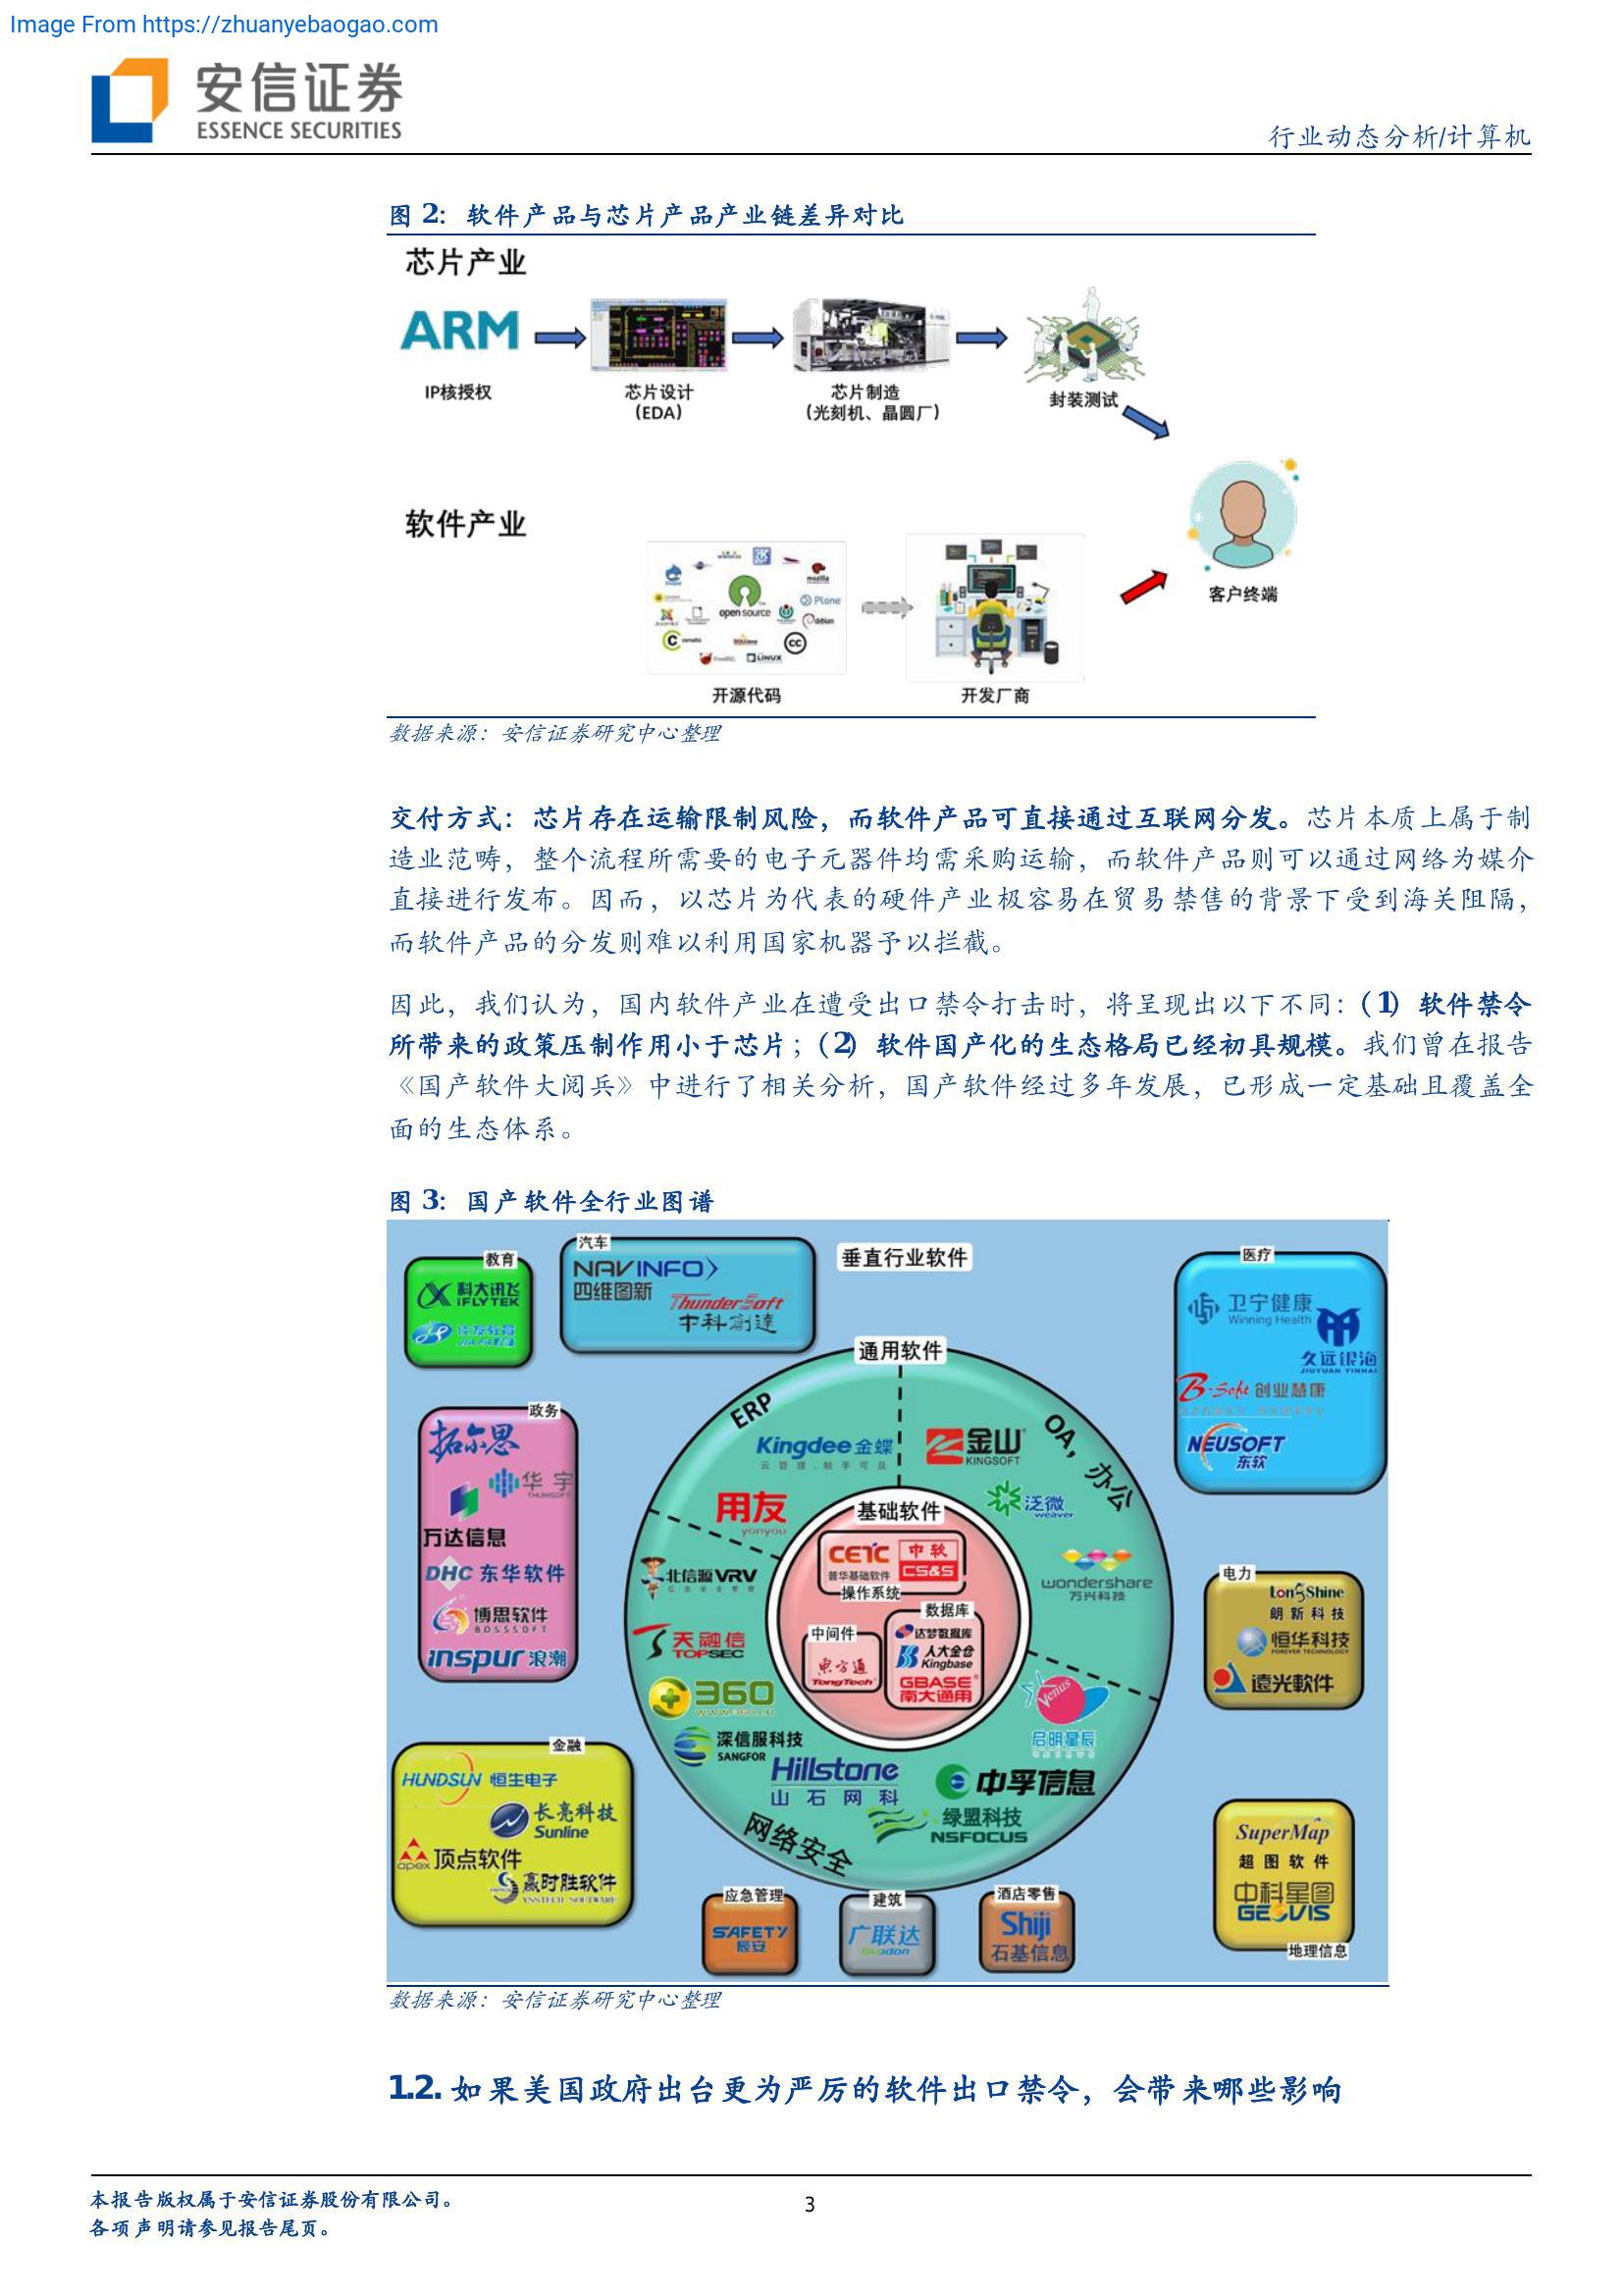 Image From https://zhuanyebaogao.com
安信证券
ESSENCE SECURITIES
行业动态分析/计算机
图 2：软件产品与芯片产品产业链差异对比
芯片产业
ARM
IP核授权
芯片设计
（EDA）
芯片制造
（光刻机、晶圆厂）
封装测试
软件产业
mozilla
Plone
open source
debian
cc
LINUX
客户终端
开源代码
开发厂商
数据来源：安信证券研究中心整理
交付方式：芯片存在运输限制风险，而软件产品可直接通过互联网分发。芯片本质上属于制
造业范畴，整个流程所需要的电子元器件均需采购运输，而软件产品则可以通过网络为媒介
直接进行发布。因而，以芯片为代表的硬件产业极容易在贸易禁售的背景下受到海关阻隔，
而软件产品的分发则难以利用国家机器予以拦截。
因此，我们认为，国内软件产业在遭受出口禁令打击时，将呈现出以下不同：（1）软件禁令
所带来的政策压制作用小于芯片；（2）软件国产化的生态格局已经初具规模。我们曾在报告
《国产软件大阅兵》中进行了相关分析，国产软件经过多年发展，已形成一定基础且覆盖全
面的生态体系。
图 3：国产软件全行业图谱
教育
科大讯飞
iFLYTEK
汽车
NAVINFO
四维图新
ThunderSoft
中科创達
垂直行业软件
医疗
卫宁健康
Winning Health
久远银海
JIUYUAN YINHAI
B-Soft 创业慧康
NEUSOFT
东软
政务
拓尔思
华宇
THUNISOFT
万达信息
DHC 东华软件
博思软件
BOSSSOFT
inspur 浪潮
通用软件
ERP
Kingdee 金蝶
云管理，触手可及
用友
yonyou
金山
KINGSOFT
OA，办公
泛微
weaver
wondershare
万兴科技
基础软件
CETC
普华基础软件
中软
CS&S
操作系统
数据库
达梦数据库
人大金仓
Kingbase
GBASE
南大通用
中间件
東方通
TongTech
北信源 VRV
天融信
TOPSEC
360
深信服科技
SANGFOR
Hillstone
山石网科
Venus
启明星辰
中孚信息
绿盟科技
NSFOCUS
网络安全
电力
LongShine
朗新科技
恒华科技
FOREVER TECHNOLOGY
遠光軟件
金融
HUNDSUN 恒生电子
长亮科技
Sunline
apex 顶点软件
赢时胜软件
YSSTECH SOFTWARE
应急管理
SAFETY
辰安
建筑
广联达
Glodon
酒店零售
Shiji
石基信息
SuperMap
超图软件
中科星图
GEOVIS
地理信息
数据来源：安信证券研究中心整理
1.2. 如果美国政府出台更为严厉的软件出口禁令，会带来哪些影响
本报告版权属于安信证券股份有限公司。
3
各项声明请参见报告尾页。